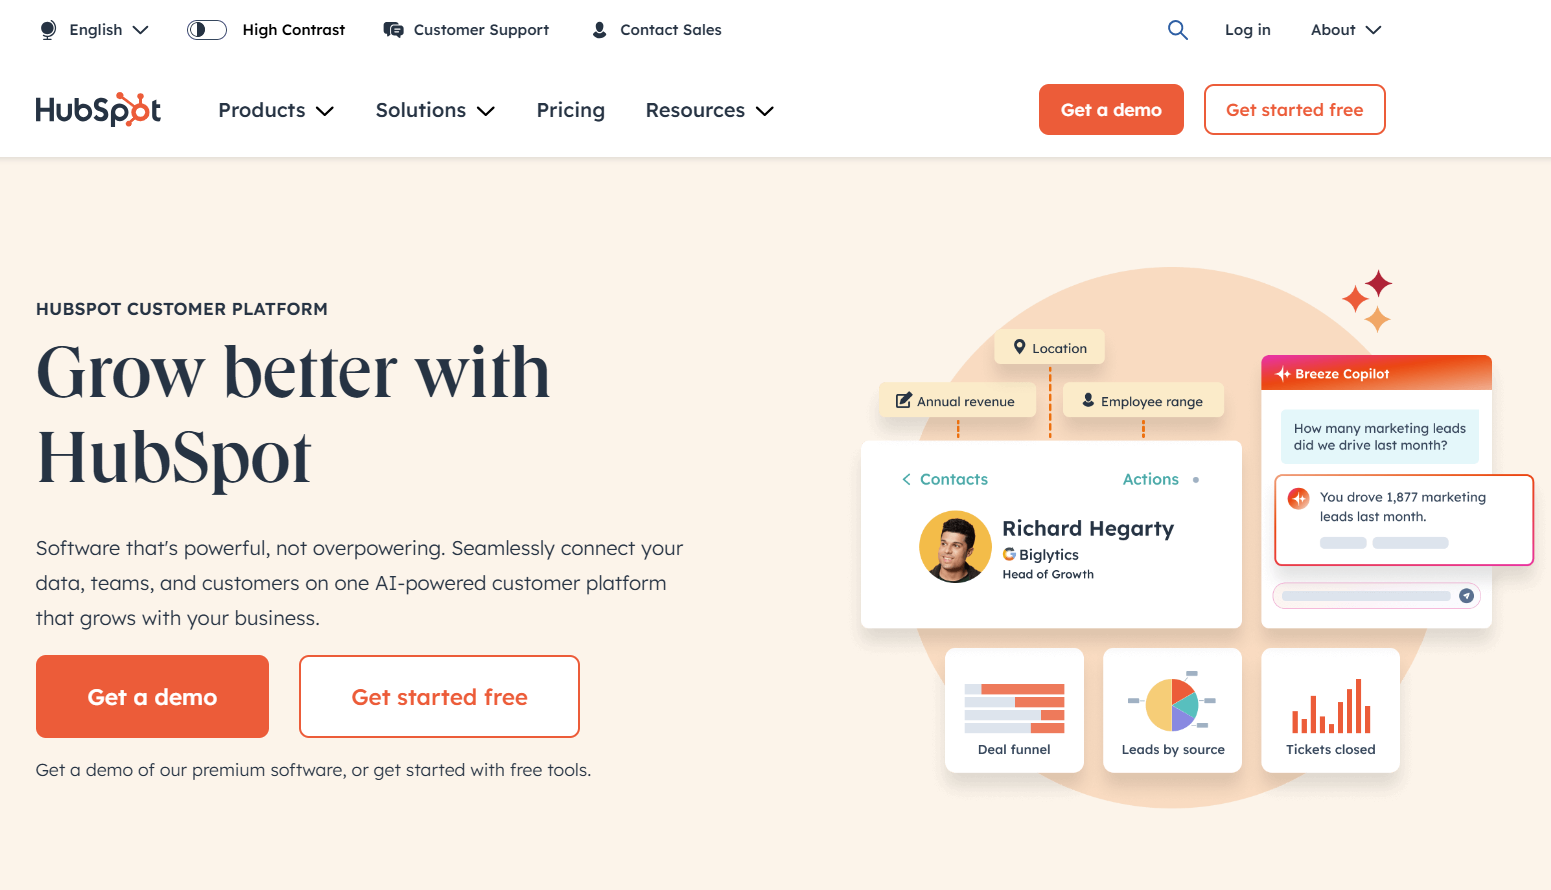 English
High Contrast
Customer Support
Contact Sales
Log in
About
HubSpot
Products
Solutions
Pricing
Resources
Get a demo
Get started free
HUBSPOT CUSTOMER PLATFORM
Grow better with
HubSpot
Software that's powerful, not overpowering. Seamlessly connect your
data, teams, and customers on one AI-powered customer platform
that grows with your business.
Get a demo
Get started free
Get a demo of our premium software, or get started with free tools.
Location
Annual revenue
Employee range
Contacts
Actions
Richard Hegarty
Biglytics
Head of Growth
Breeze Copilot
How many marketing leads
did we drive last month?
You drove 1,877 marketing
leads last month.
Deal funnel
Leads by source
Tickets closed